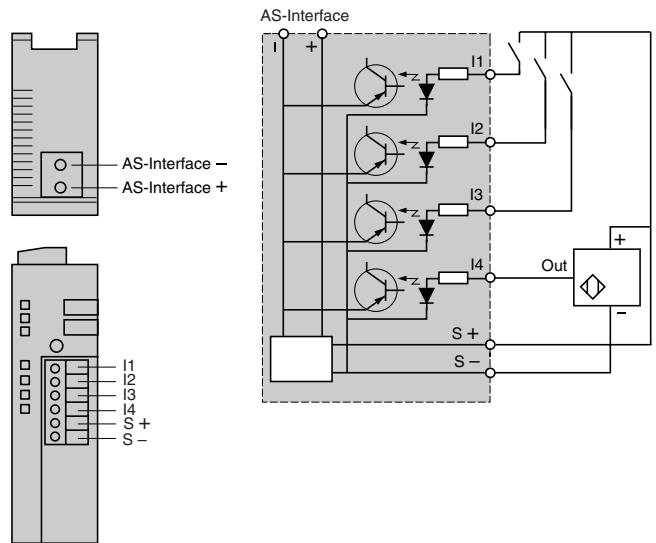 AS-Interface –
AS-Interface +
I1
I2
I3
I4
S +
S –
AS-Interface
– +
I1
I2
I3
I4
Out
+
–
S +
S –